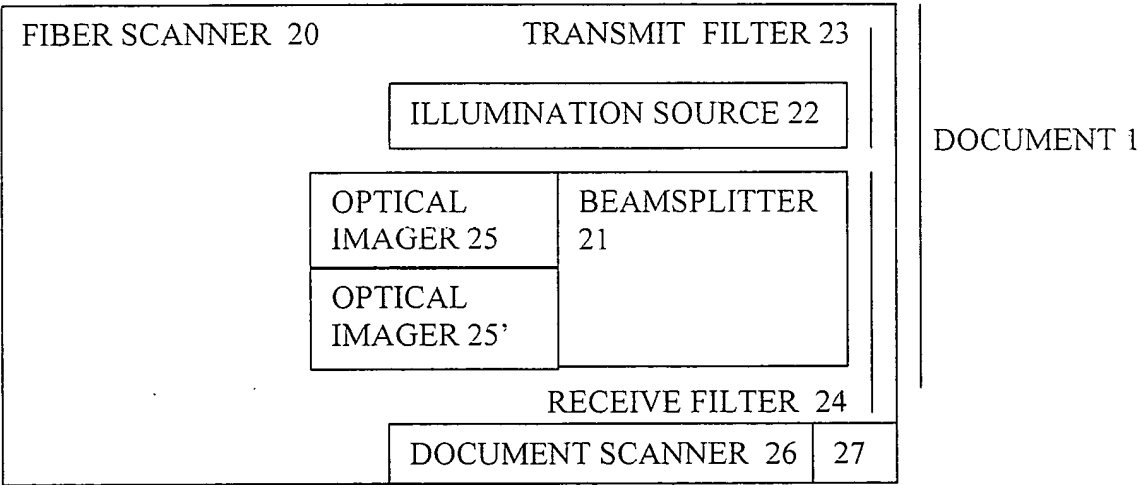 FIBER SCANNER 20
TRANSMIT FILTER 23
ILLUMINATION SOURCE 22
DOCUMENT 1
OPTICAL
IMAGER 25
BEAMSPLITTER
21
OPTICAL
IMAGER 25'
RECEIVE FILTER 24
DOCUMENT SCANNER 26
27